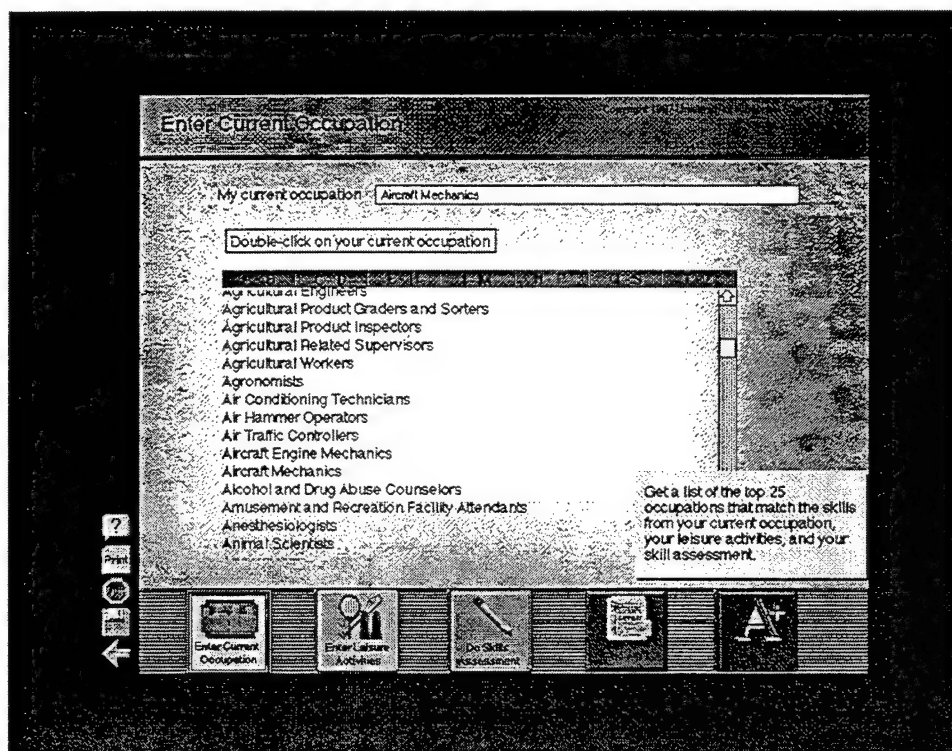 Enter Current Occupation
My current occupation
Aircraft Mechanics
Double-click on your current occupation
Agricultural Engineers
Agricultural Product Graders and Sorters
Agricultural Product Inspectors
Agricultural Related Supervisors
Agricultural Workers
Agronomists
Air Conditioning Technicians
Air Hammer Operators
Air Traffic Controllers
Aircraft Engine Mechanics
Aircraft Mechanics
Alcohol and Drug Abuse Counselors
Amusement and Recreation Facility Attendants
Anesthesiologists
Animal Scientists
Get a list of the top 25
occupations that match the skills
from your current occupation,
your leisure activities, and your
skill assessment.
?
Print
Enter Current
Occupation
Enter Leisure
Activities
Do Skills
Assessment
A+